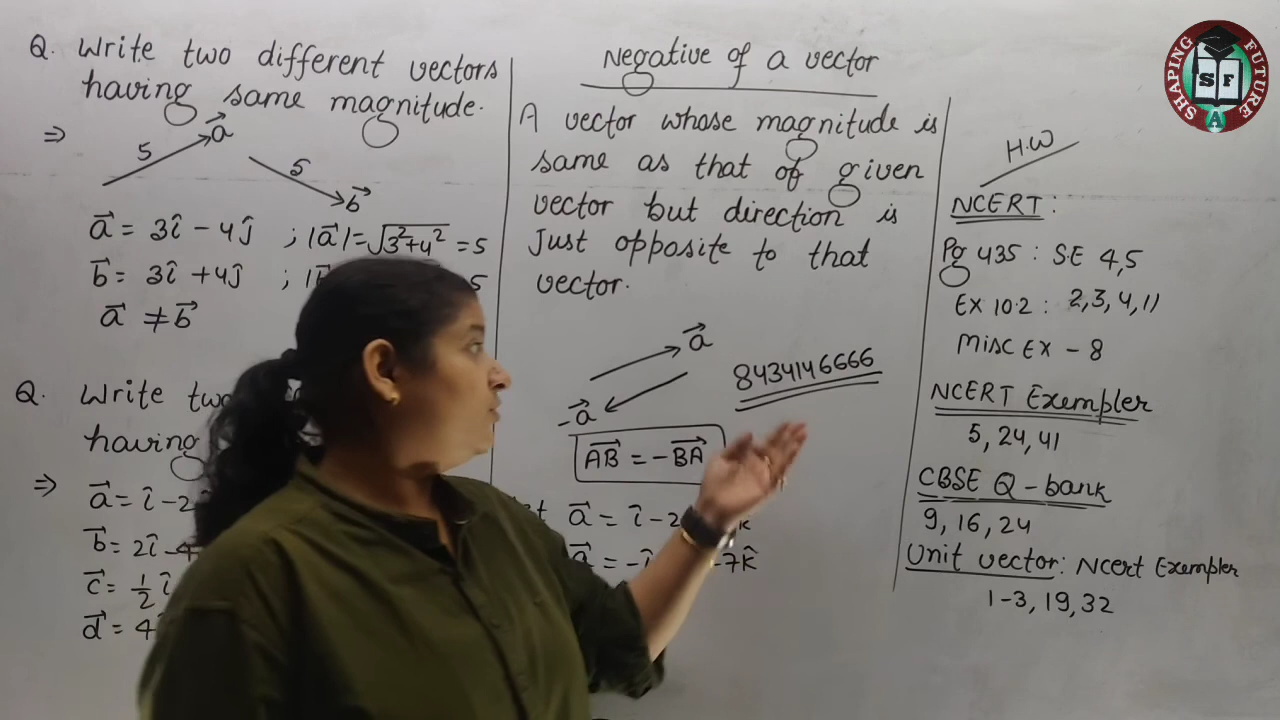 Q. Write two different vectors
having same magnitude.
⇒ 5 a⃗ 5 b⃗
a⃗ = 3î - 4ĵ ; |a⃗| = √3²+4² = 5
b⃗ = 3î + 4ĵ ; 5
a⃗ ≠ b⃗
Q. Write two
having
⇒ a⃗ = î - 2
b⃗ = 2î - 4
c⃗ = 1/2 î
d⃗ = 4
Negative of a vector
A vector whose magnitude is
same as that of given
vector but direction is
Just opposite to that
vector.
a⃗
-a⃗
8434146666
AB⃗ = -BA⃗
a⃗ = î - 2 k̂
a⃗ = -î -7k̂
H.W
NCERT:
Pg 435 : S.E 4,5
Ex 10.2 : 2,3,4,11
Misc Ex - 8
NCERT Exempler
5, 24, 41
CBSE Q-bank
9, 16, 24
Unit vector: Ncert Exempler
1-3, 19, 32
SHAPING FUTURE
S F
A